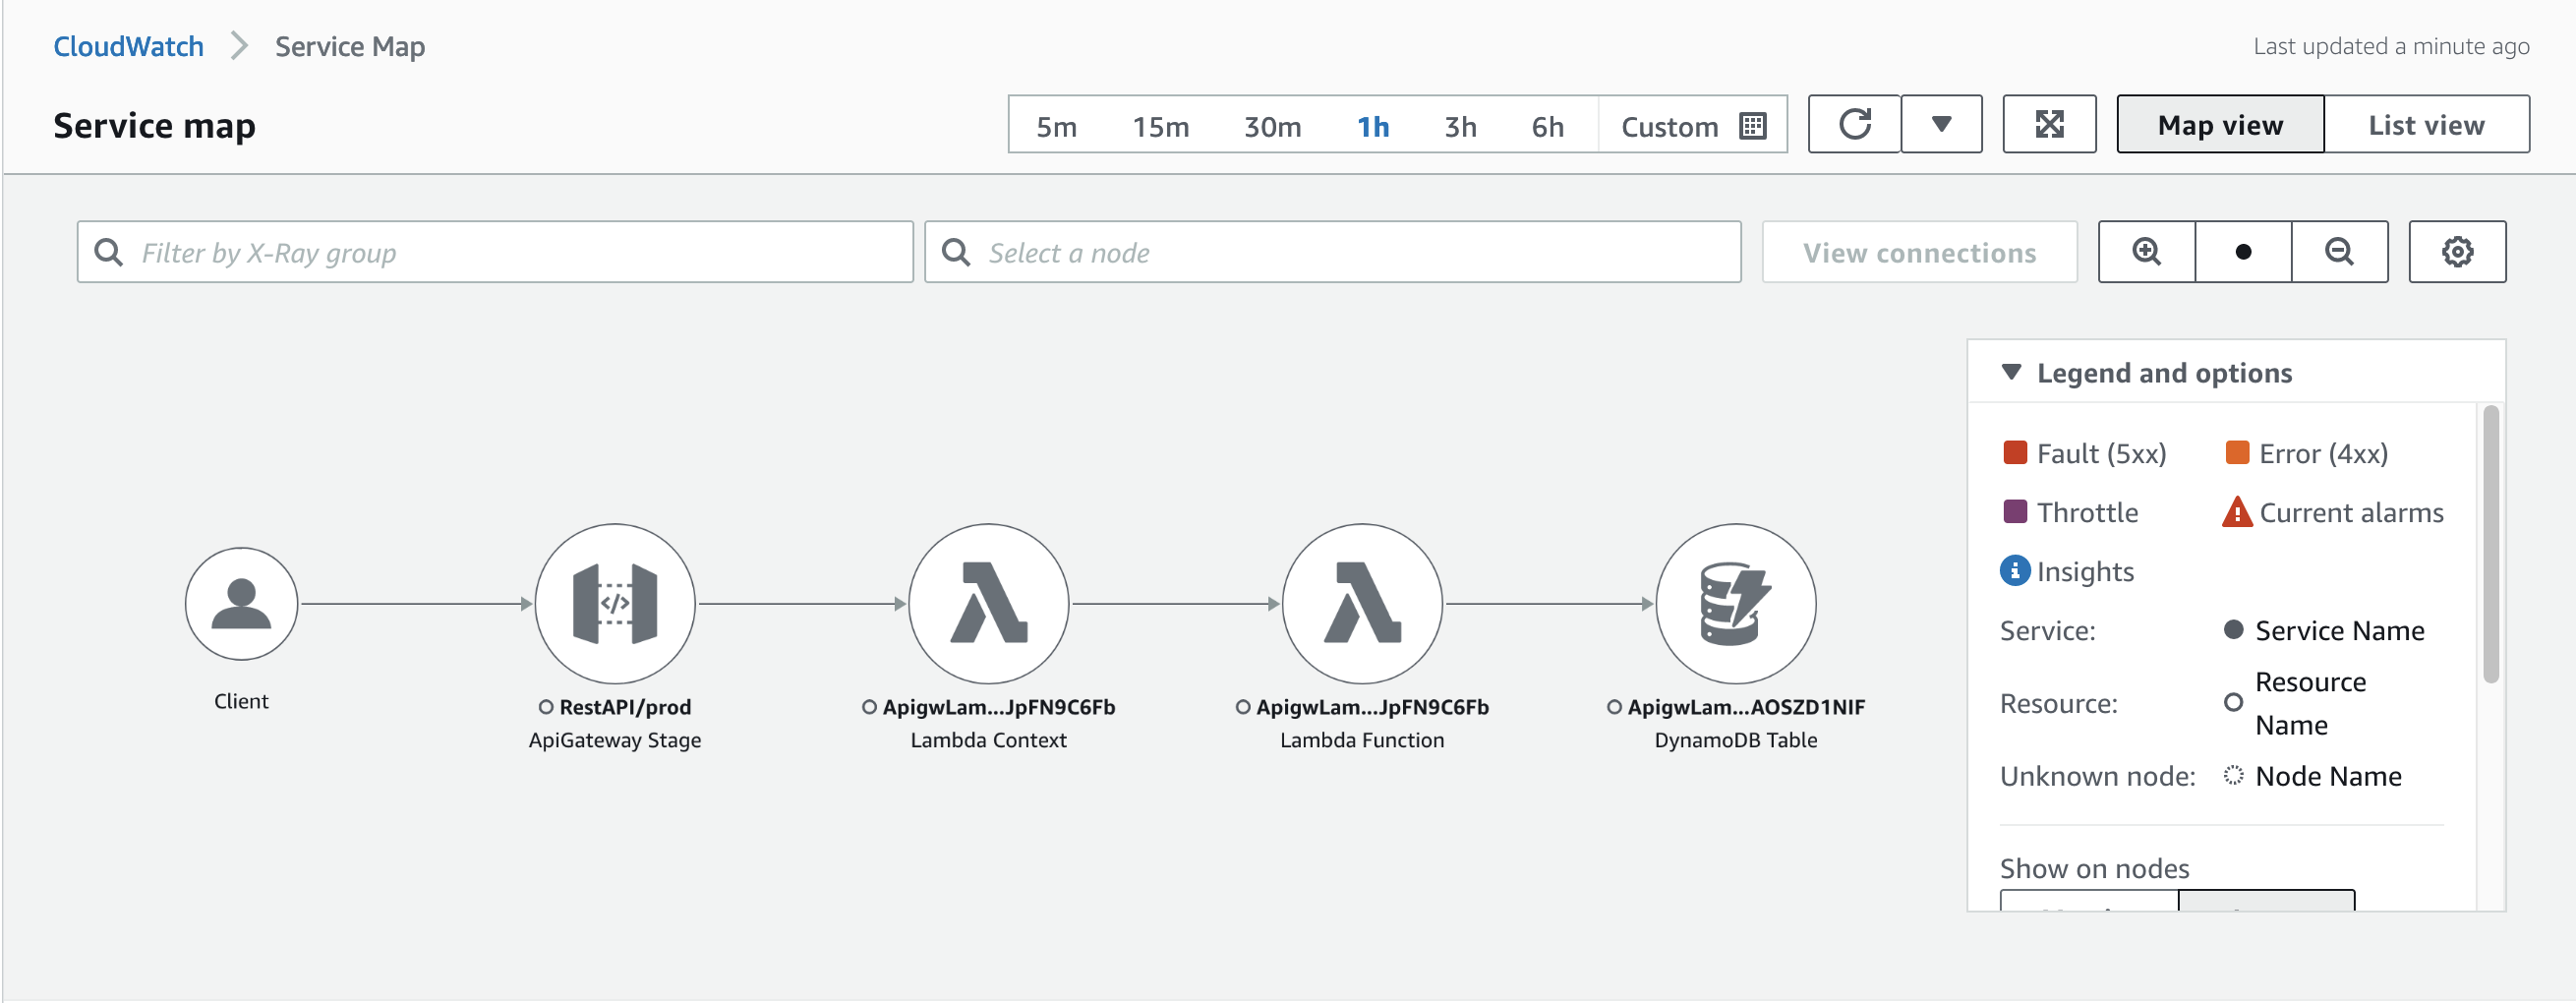 CloudWatch
Service Map
Last updated a minute ago
Service map
5m 15m 30m 1h 3h 6h Custom
Map view List view
Filter by X-Ray group
Select a node
View connections
Legend and options
Fault (5xx) Error (4xx)
Throttle Current alarms
Insights
Service: Service Name
Resource: Resource
Name
Unknown node: Node Name
Show on nodes
</>
Client
RestAPI/prod
ApiGateway Stage
ApigwLam...JpFN9C6Fb
Lambda Context
ApigwLam...JpFN9C6Fb
Lambda Function
ApigwLam...AOSZD1NIF
DynamoDB Table